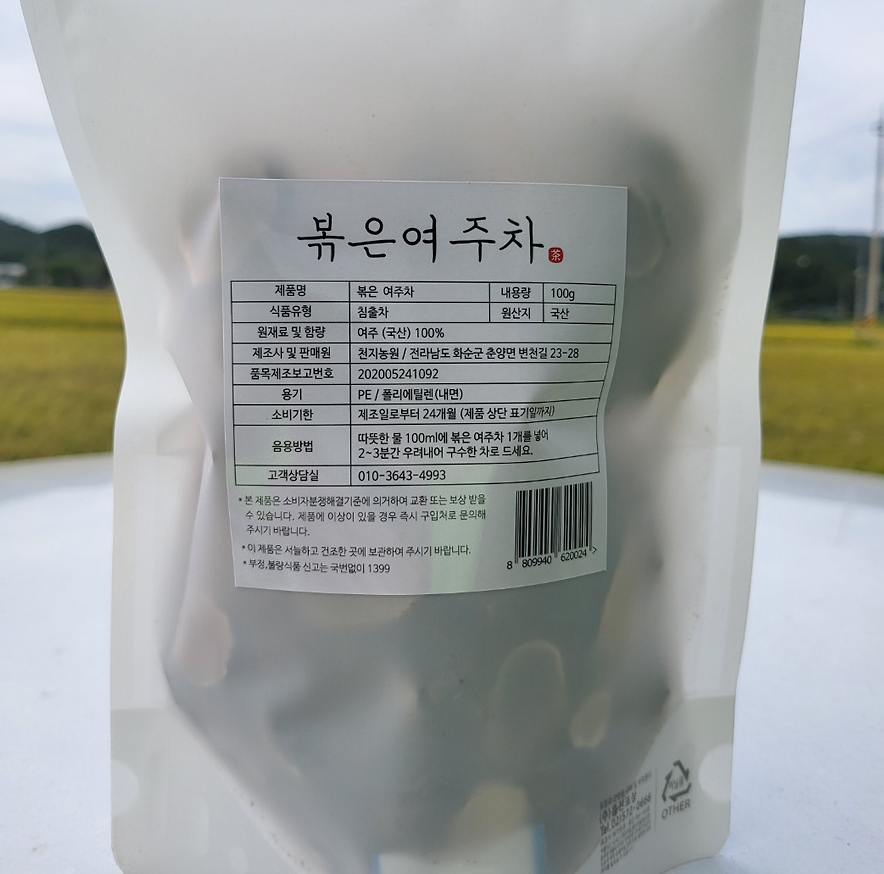 볶은여주차 茶
제품명 볶은 여주차 내용량 100g
식품유형 침출차 원산지 국산
원재료 및 함량 여주 (국산) 100%
제조사 및 판매원 천지농원 / 전라남도 화순군 춘양면 변천길 23-28
품목제조보고번호 202005241092
용기 PE / 폴리에틸렌(내면)
소비기한 제조일로부터 24개월 (제품 상단 표기일까지)
음용방법 따뜻한 물 100ml에 볶은 여주차 1개를 넣어
2~3분간 우려내어 구수한 차로 드세요.
고객상담실 010-3643-4993
* 본 제품은 소비자분쟁해결기준에 의거하여 교환 또는 보상 받을
수 있습니다. 제품에 이상이 있을 경우 즉시 구입처로 문의해
주시기 바랍니다.
* 이 제품은 서늘하고 건조한 곳에 보관하여 주시기 바랍니다.
* 부정,불량식품 신고는 국번없이 1399
8 809940 620024 >
비닐류
OTHER